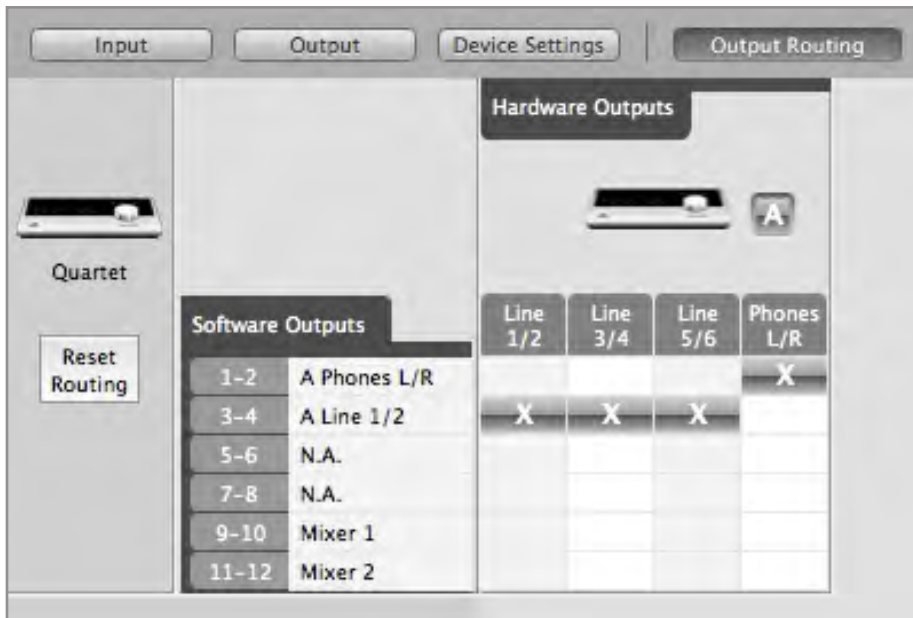 Input
Output
Device Settings
Output Routing
Hardware Outputs
A
Quartet
Reset
Routing
Software Outputs
Line
1/2
Line
3/4
Line
5/6
Phones
L/R
1-2 A Phones L/R X
3-4 A Line 1/2 X X X
5-6 N.A.
7-8 N.A.
9-10 Mixer 1
11-12 Mixer 2